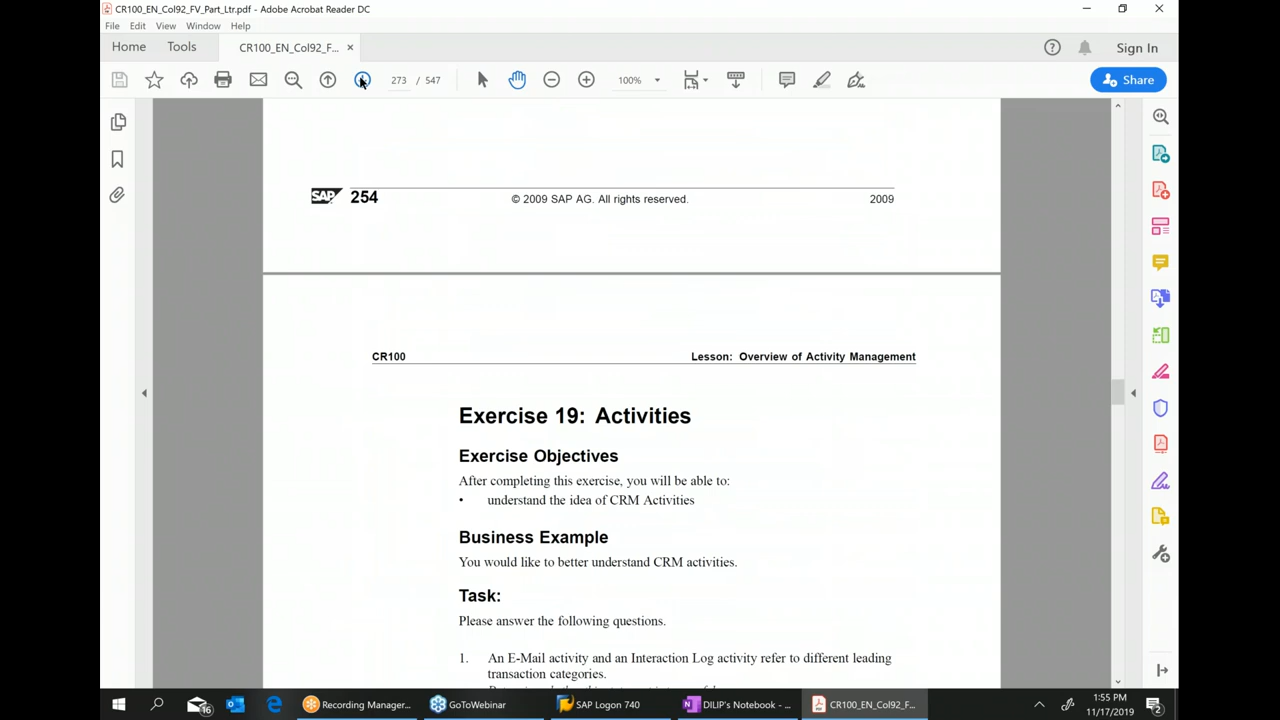 CR100_EN_Col92_FV_Part_Ltr.pdf - Adobe Acrobat Reader DC
File Edit View Window Help
Home Tools CR100_EN_Col92_F... × Sign In
273 / 547 100% Share
SAP 254 © 2009 SAP AG. All rights reserved. 2009
CR100 Lesson: Overview of Activity Management
Exercise 19: Activities
Exercise Objectives
After completing this exercise, you will be able to:
• understand the idea of CRM Activities
Business Example
You would like to better understand CRM activities.
Task:
Please answer the following questions.
1. An E-Mail activity and an Interaction Log activity refer to different leading
transaction categories.
16 Recording Manager... GoToWebinar SAP Logon 740 DILIP's Notebook - ... CR100_EN_Col92_F... 1:55 PM
11/17/2019 2